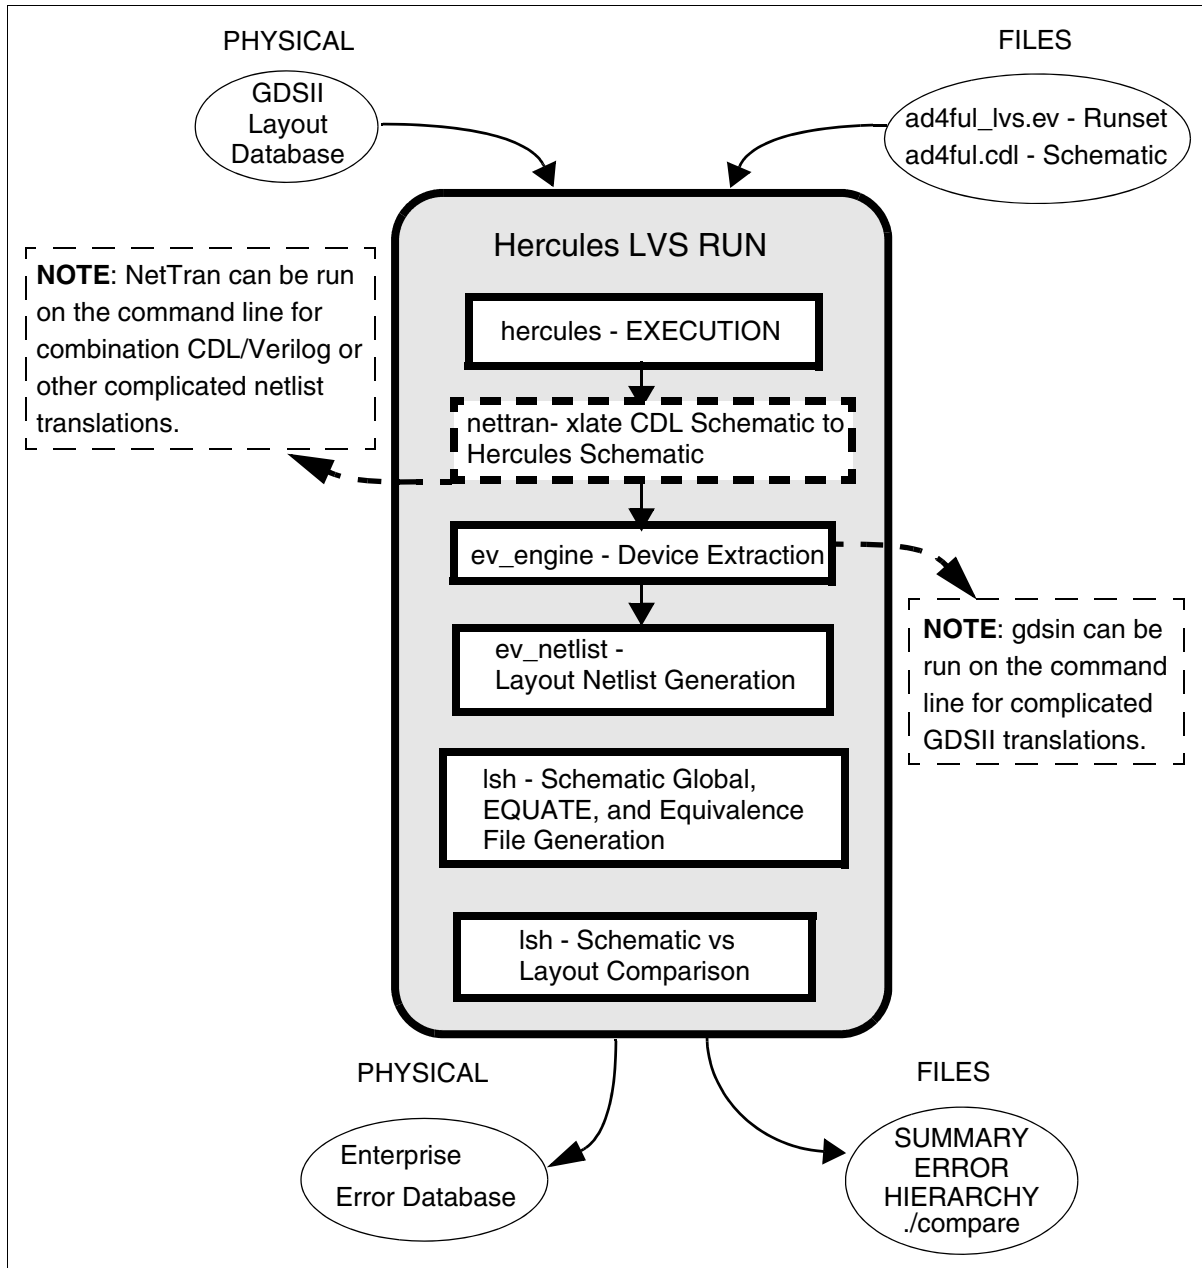 PHYSICAL
FILES
GDSII
Layout
Database
ad4ful_lvs.ev - Runset
ad4ful.cdl - Schematic
Hercules LVS RUN
NOTE: NetTran can be run
on the command line for
combination CDL/Verilog or
other complicated netlist
translations.
hercules - EXECUTION
nettran- xlate CDL Schematic to
Hercules Schematic
ev_engine - Device Extraction
NOTE: gdsin can be
run on the command
line for complicated
GDSII translations.
ev_netlist -
Layout Netlist Generation
lsh - Schematic Global,
EQUATE, and Equivalence
File Generation
lsh - Schematic vs
Layout Comparison
PHYSICAL
FILES
Enterprise
Error Database
SUMMARY
ERROR
HIERARCHY
./compare